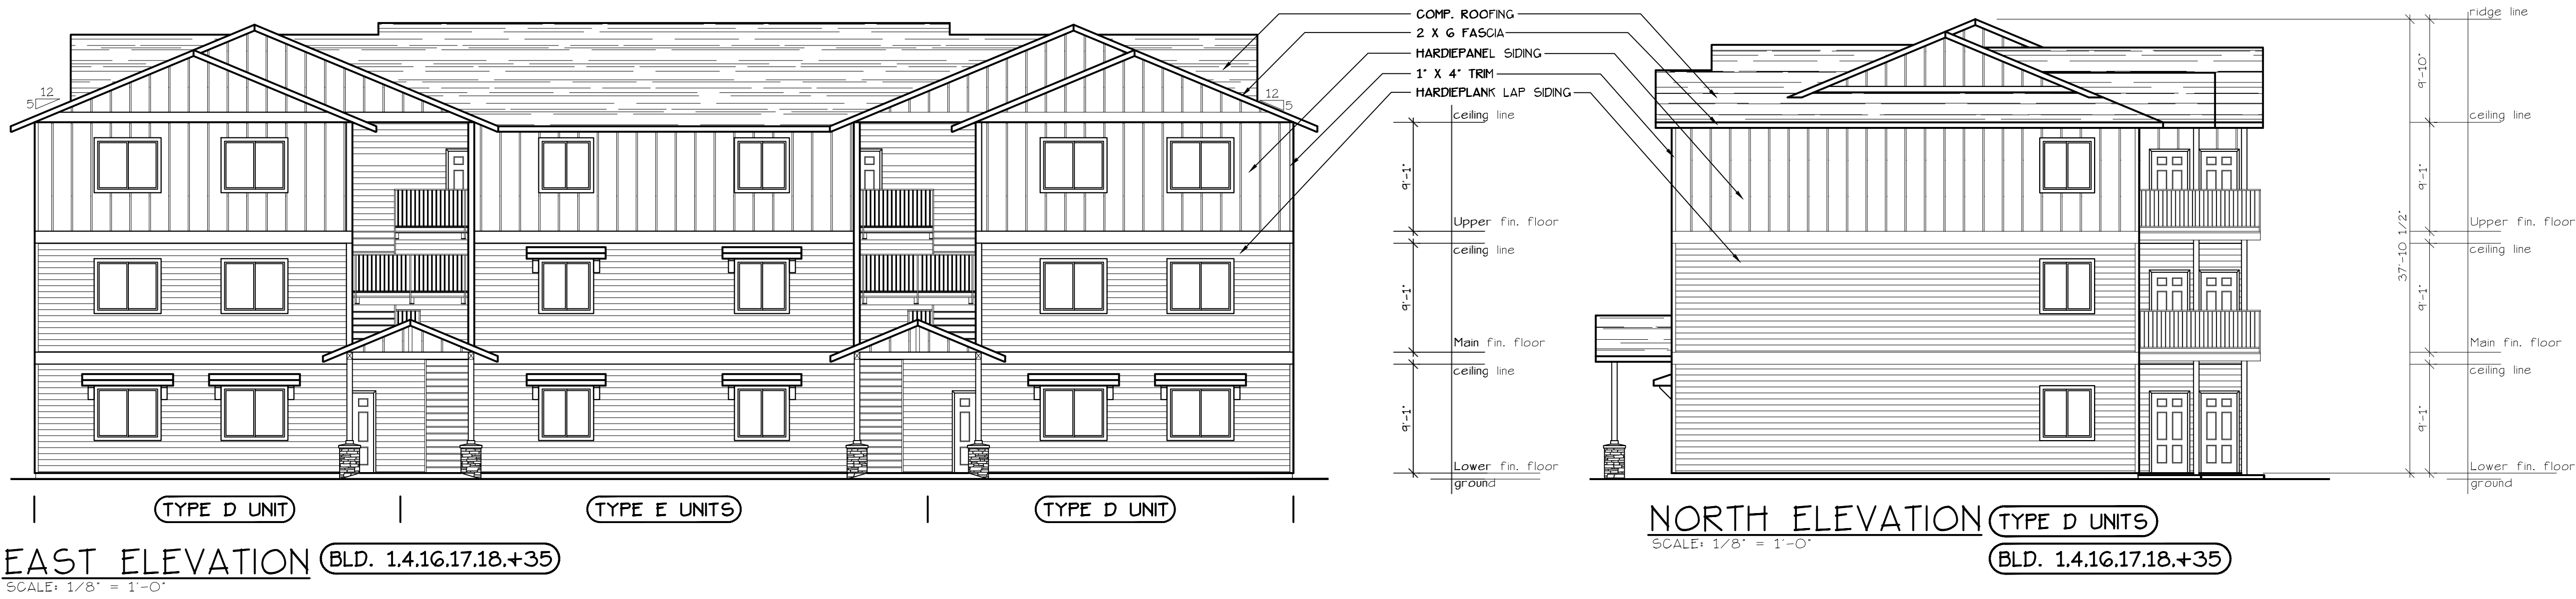 COMP. ROOFING
2 X 6 FASCIA
HARDIEPANEL SIDING
1" X 4" TRIM
HARDIEPLANK LAP SIDING
12
5
12
5
ceiling line
9'-1"
Upper fin. floor
ceiling line
9'-1"
Main fin. floor
ceiling line
9'-1"
Lower fin. floor
ground
ridge line
9'-10"
ceiling line
9'-1"
Upper fin. floor
37'-10 1/2"
ceiling line
9'-1"
Main fin. floor
ceiling line
9'-1"
Lower fin. floor
ground
TYPE D UNIT
TYPE E UNITS
TYPE D UNIT
EAST ELEVATION
BLD. 1,4,16,17,18,+35
SCALE: 1/8" = 1'-0"
NORTH ELEVATION
TYPE D UNITS
SCALE: 1/8" = 1'-0"
BLD. 1,4,16,17,18,+35